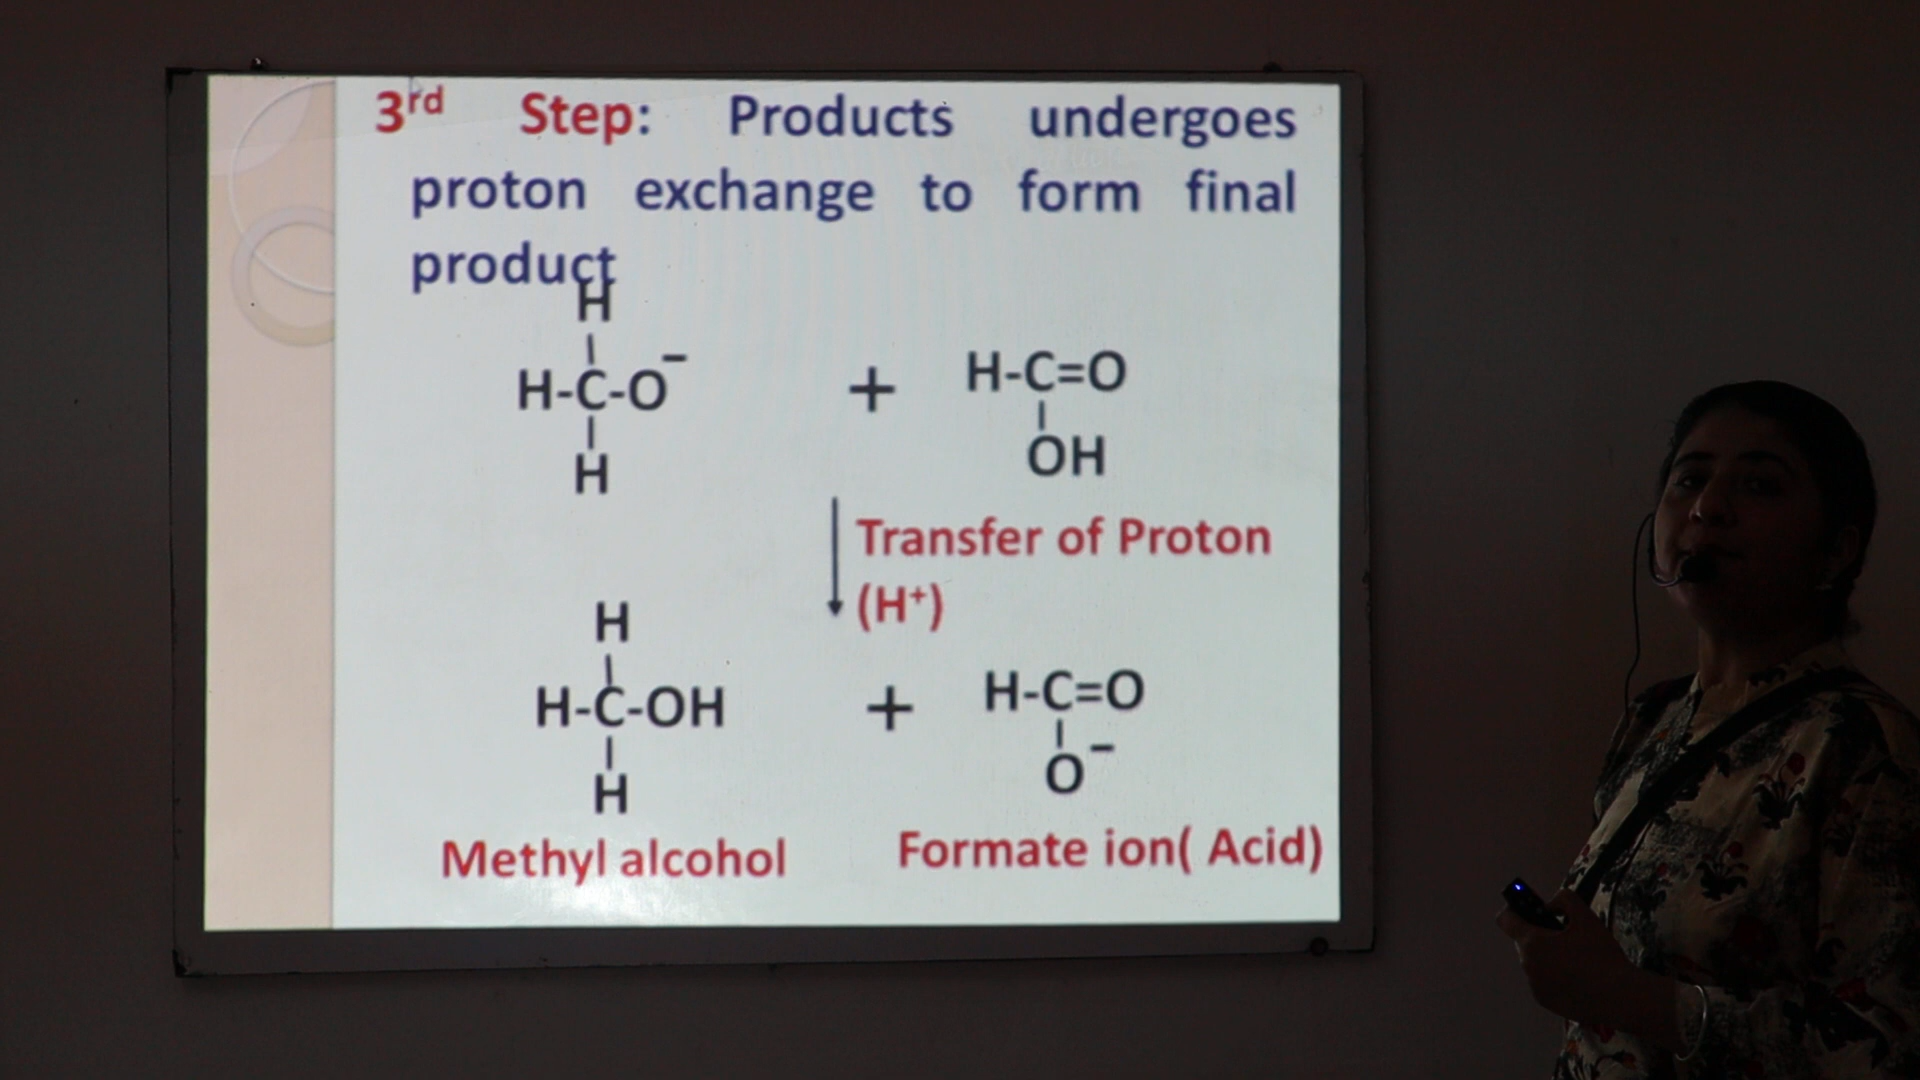 3rd Step: Products undergoes
proton exchange to form final
product
H
H-C-O⁻ + H-C=O
H OH
Transfer of Proton
(H⁺)
H
H-C-OH + H-C=O
H O⁻
Methyl alcohol Formate ion( Acid)